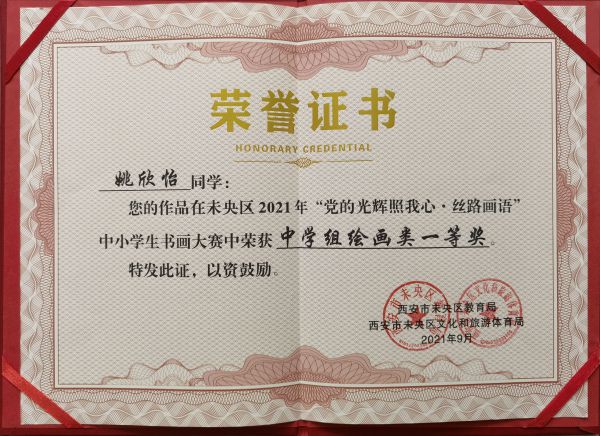 荣誉证书
HONORARY CREDENTIAL
姚欣怡同学：
您的作品在未央区2021年“党的光辉照我心·丝路画语”
中小学生书画大赛中荣获 中学组绘画类一等奖。
特发此证，以资鼓励。
西安市未央区教育局
西安市未央区文化和旅游体育局
2021年9月